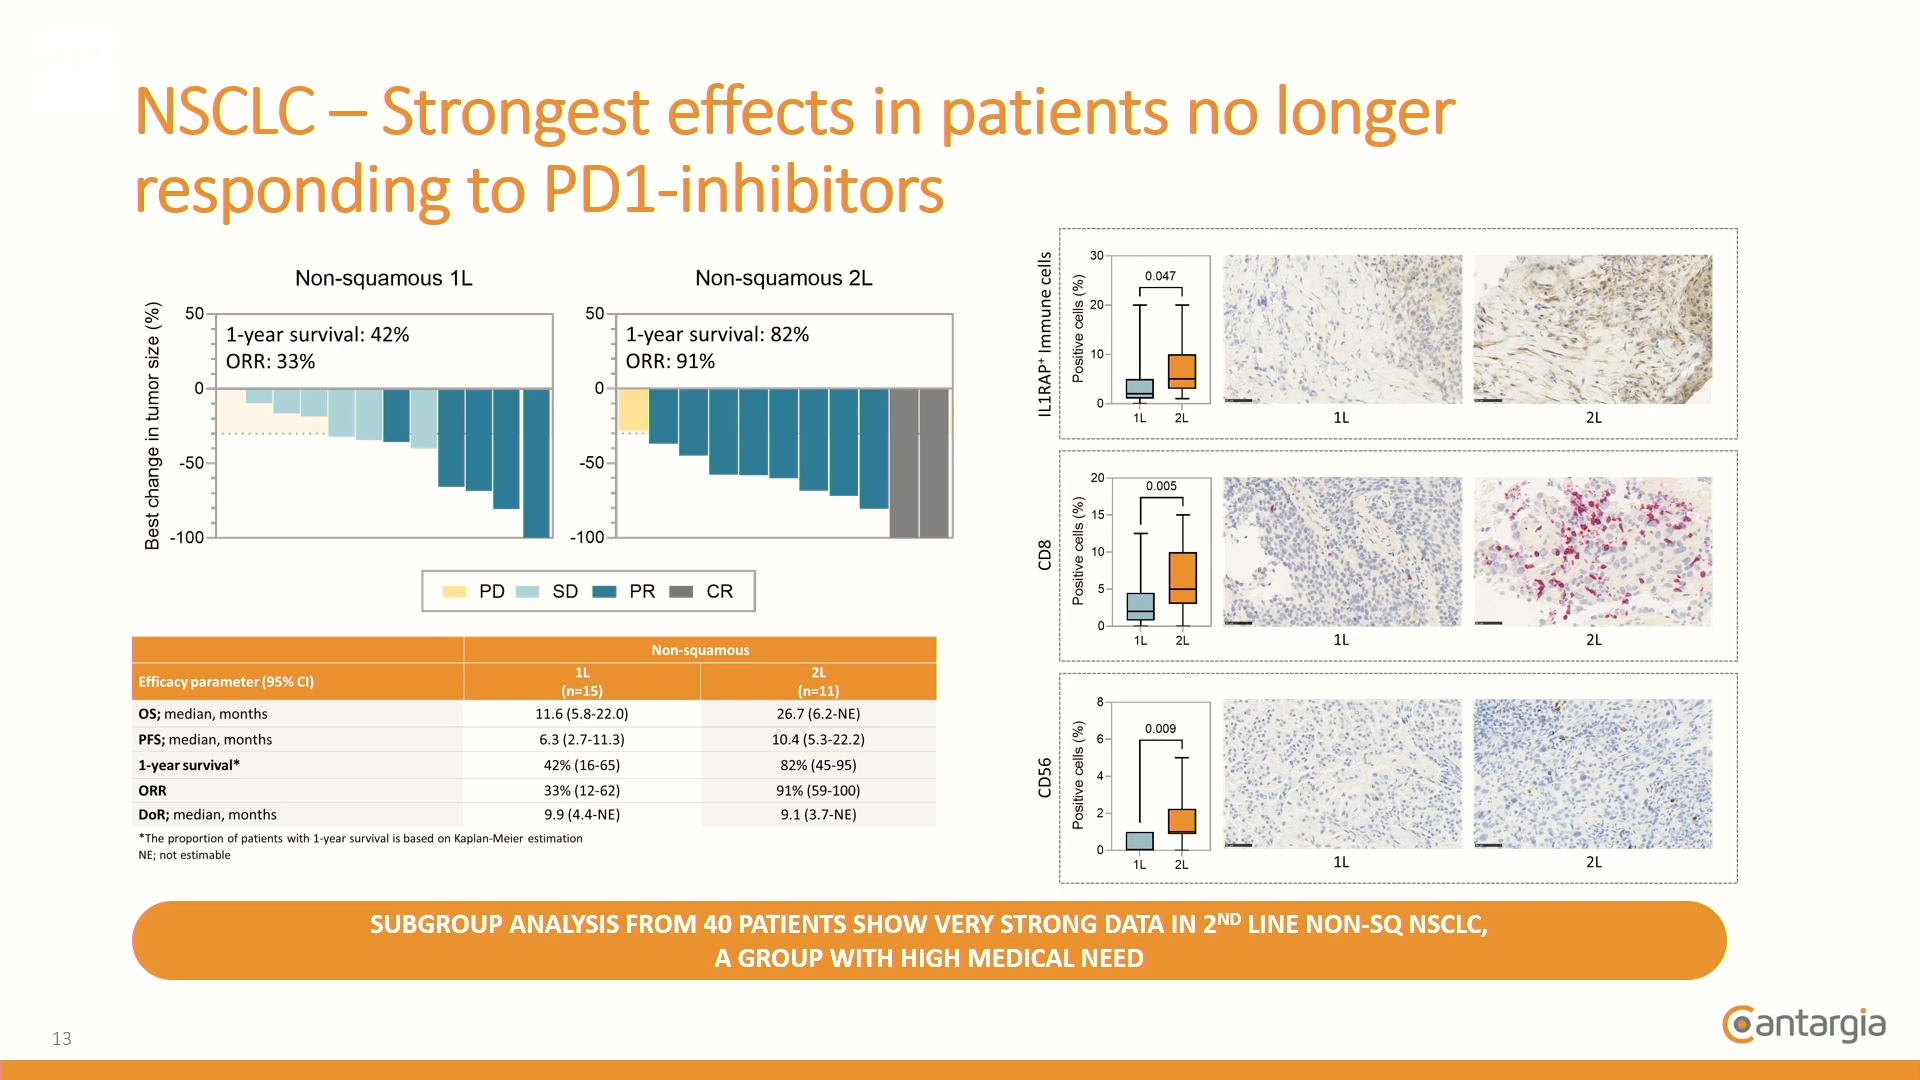 NSCLC – Strongest effects in patients no longer
responding to PD1-inhibitors
Non-squamous 1L
Best change in tumor size (%)
50
0
-50
-100
1-year survival: 42%
ORR: 33%
Non-squamous 2L
50
0
-50
-100
1-year survival: 82%
ORR: 91%
PD SD PR CR
Non-squamous
Efficacy parameter (95% CI) 1L (n=15) 2L (n=11)
OS; median, months 11.6 (5.8-22.0) 26.7 (6.2-NE)
PFS; median, months 6.3 (2.7-11.3) 10.4 (5.3-22.2)
1-year survival* 42% (16-65) 82% (45-95)
ORR 33% (12-62) 91% (59-100)
DoR; median, months 9.9 (4.4-NE) 9.1 (3.7-NE)
*The proportion of patients with 1-year survival is based on Kaplan-Meier estimation
NE; not estimable
IL1RAP⁺ Immune cells
Positive cells (%)
30
20
10
0
0.047
1L 2L
1L 2L
CD8
Positive cells (%)
20
15
10
5
0
0.005
1L 2L
1L 2L
CD56
Positive cells (%)
8
6
4
2
0
0.009
1L 2L
1L 2L
SUBGROUP ANALYSIS FROM 40 PATIENTS SHOW VERY STRONG DATA IN 2ND LINE NON-SQ NSCLC,
A GROUP WITH HIGH MEDICAL NEED
13
Cantargia